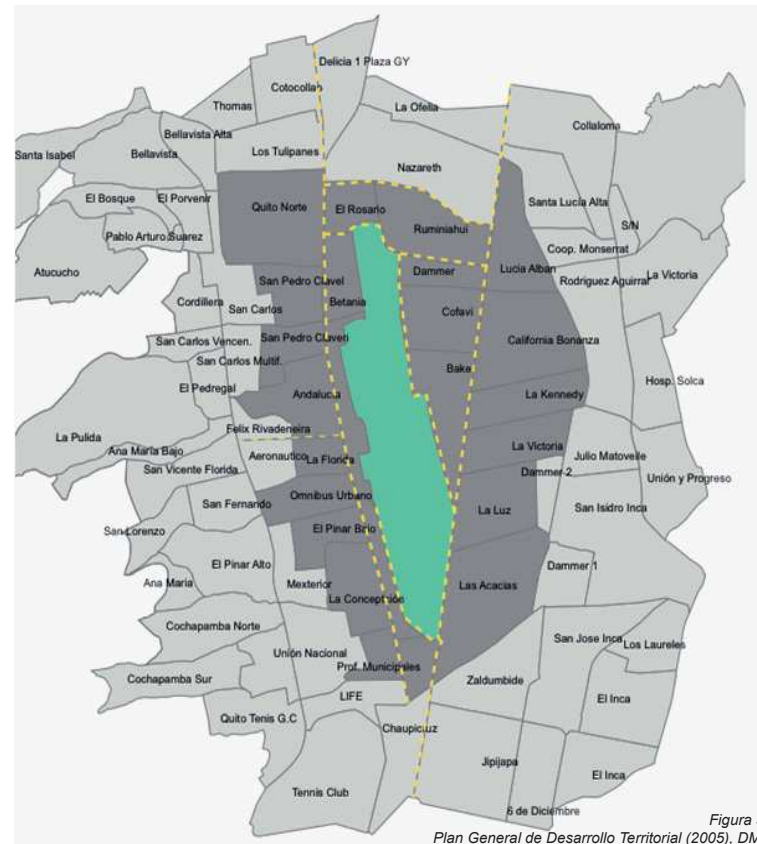 Delicia 1 Plaza GY
Cotocollao
Thomas
La Ofelia
Collaloma
Bellavista Alta
Santa Isabel
Bellavista
Los Tulipanes
Nazareth
El Bosque
El Porvenir
Quito Norte
El Rosario
Santa Lucía Alta
S/N
Pablo Arturo Suarez
Ruminiahui
Coop. Monserrat
Atucucho
San Pedro Clavel
Dammer
Lucia Alban
Rodriguez Aguirrar
La Victoria
Cordillera
San Carlos
Betania
Cofavi
San Carlos Vencen.
San Pedro Claveri
California Bonanza
San Carlos Multif.
Bake
El Pedregal
Andalucia
La Kennedy
Hosp. Solca
La Pulida
Felix Rivadeneira
Ana María Bajo
Aeronautico
La Florida
La Victoria
Julio Matoveile
San Vicente Florida
Dammer 2
Unión y Progreso
Omnibus Urbano
San Fernando
La Luz
San Isidro Inca
San Lorenzo
El Pinar Bajo
El Pinar Alto
Dammer 1
Ana Maria
Mexterior
La Concepción
Las Acacias
Cochapamba Norte
San Jose Inca
Los Laureles
Unión Nacional
Prof. Municipales
Cochapamba Sur
Zaldumbide
LIFE
El Inca
Quito Tenis G.C
Chaupicruz
Jipijapa
El Inca
Tennis Club
6 de Diciembre
Figura
Plan General de Desarrollo Territorial (2005), DM